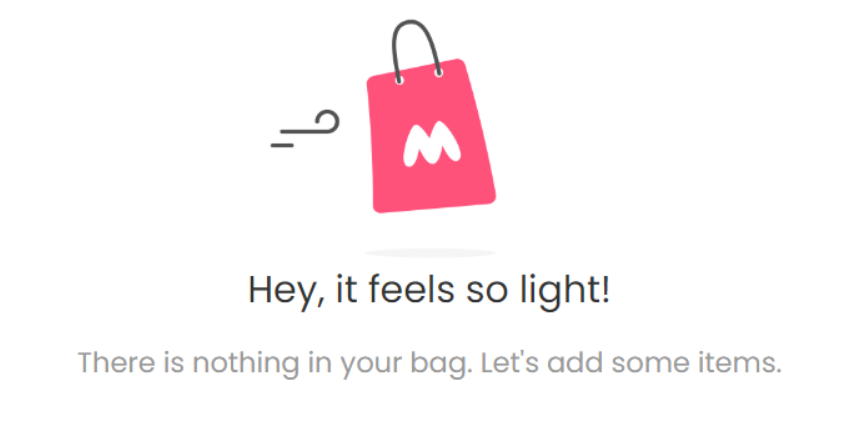 M
Hey, it feels so light!
There is nothing in your bag. Let's add some items.